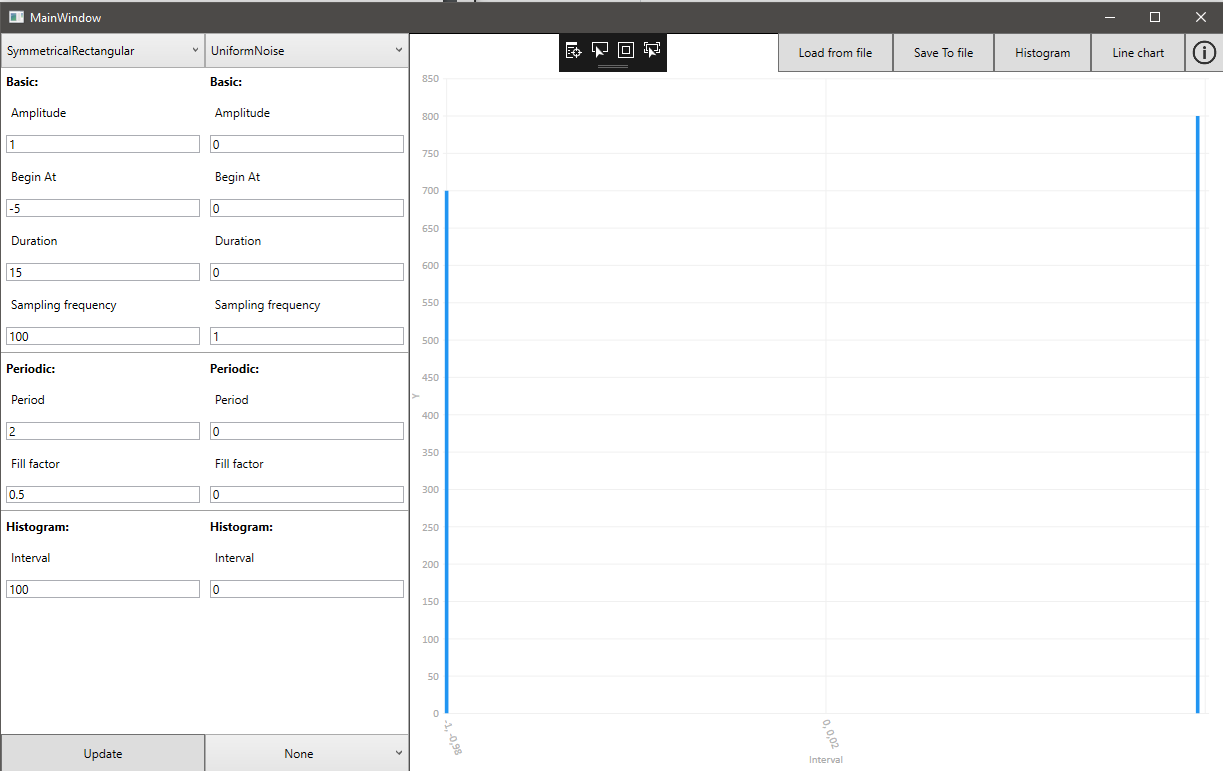 MainWindow
SymmetricalRectangular
UniformNoise
Load from file
Save To file
Histogram
Line chart
Basic:
Basic:
Amplitude
Amplitude
1
0
Begin At
Begin At
-5
0
Duration
Duration
15
0
Sampling frequency
Sampling frequency
100
1
Periodic:
Periodic:
Period
Period
2
0
Fill factor
Fill factor
0.5
0
Histogram:
Histogram:
Interval
Interval
100
0
Update
None
850
800
750
700
650
600
550
500
450
400
350
300
250
200
150
100
50
0
Y
-1, -0,98
0, 0,02
Interval